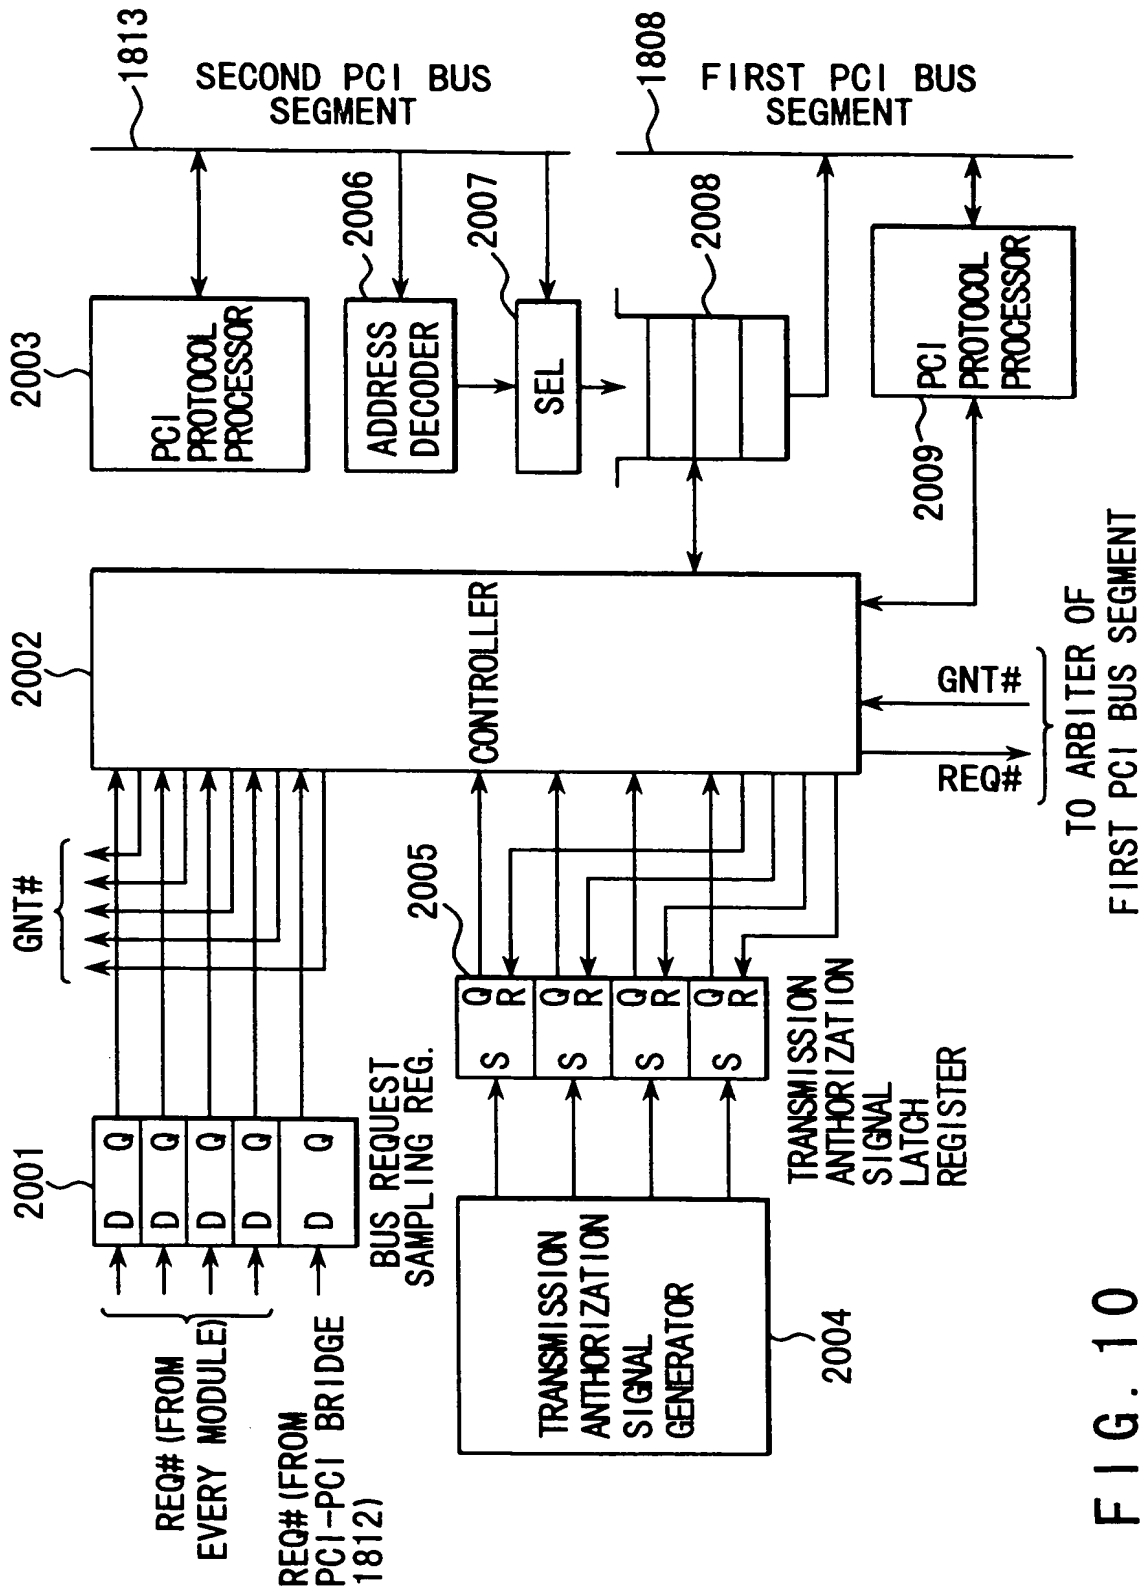 REQ# (FROM
EVERY MODULE)
REQ# (FROM
PCI-PCI BRIDGE
1812)
2001
D Q
D Q
D Q
D Q
D Q
BUS REQUEST
SAMPLING REG.
GNT#
2002
CONTROLLER
2003
PCI
PROTOCOL
PROCESSOR
1813
SECOND PCI BUS
SEGMENT
ADDRESS
DECODER
2006
SEL
2007
2008
FIRST PCI BUS
SEGMENT
1808
PCI
PROTOCOL
PROCESSOR
2009
TRANSMISSION
ANTHORIZATION
SIGNAL
GENERATOR
2004
2005
S Q
R
S Q
R
S Q
R
S Q
R
TRANSMISSION
ANTHORIZATION
SIGNAL
LATCH
REGISTER
REQ#
GNT#
TO ARBITER OF
FIRST PCI BUS SEGMENT
FIG. 10